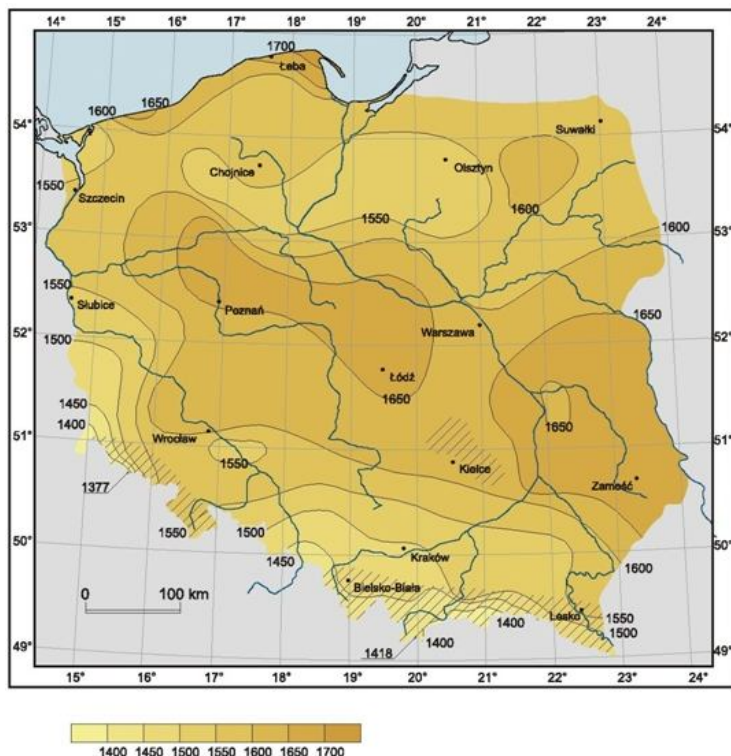 14° 15° 16° 17° 18° 19° 20° 21° 22° 23° 24°
1700
Łeba
1650
1600
54° 54°
Suwałki
Chojnice
Olsztyn
1550
Szczecin
1600
53° 1550 53°
1600
1550
Słubice
Poznań
1650
52° 52°
Warszawa
1500
Łódź
1650
1450
1400
1650
51° 51°
Wrocław
1550
Kielce
1377
Zamość
1550
1500
50° 50°
Kraków
1450
1600
0 100 km
Bielsko-Biała
Lesko
1550
1400
1500
49° 1400 49°
1418
15° 16° 17° 18° 19° 20° 21° 22° 23°
1400 1450 1500 1550 1600 1650 1700